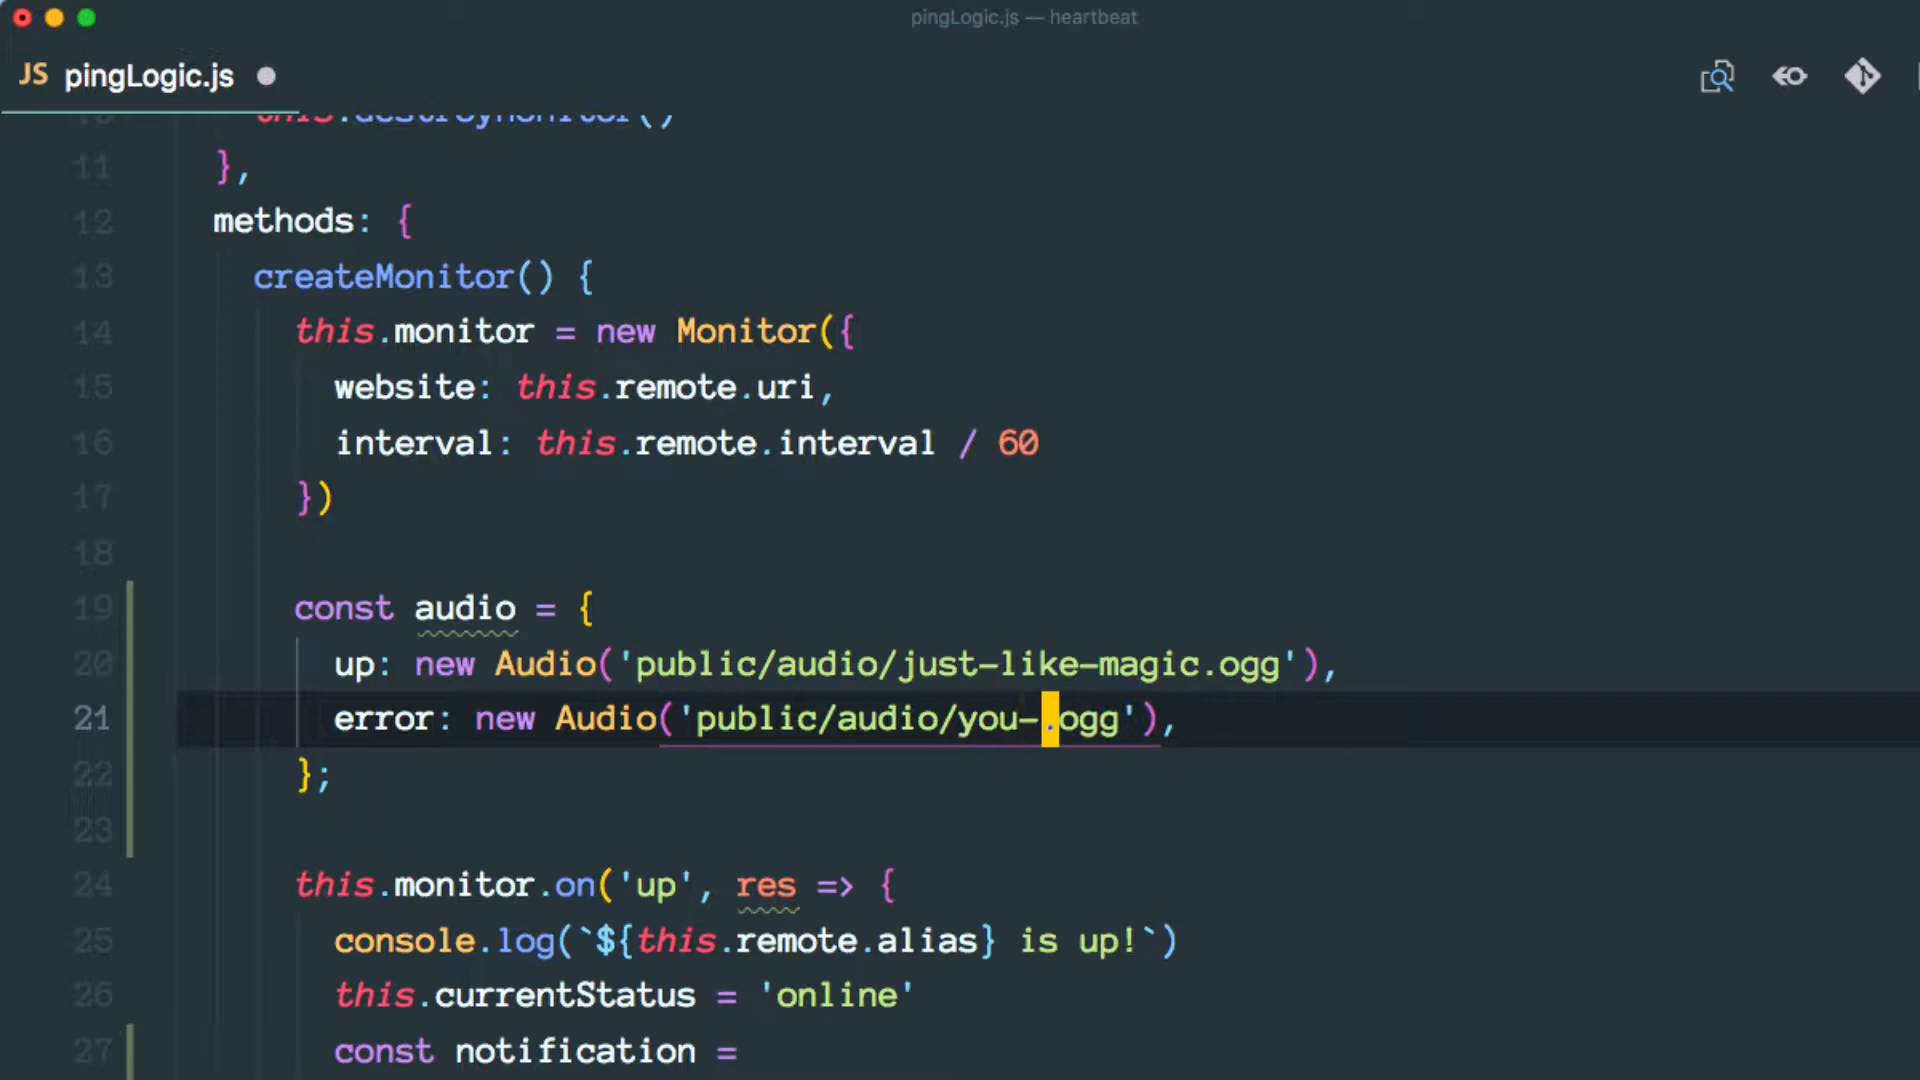 pingLogic.js — heartbeat
JS pingLogic.js
10 this.destroyMonitor()
11 },
12 methods: {
13 createMonitor() {
14 this.monitor = new Monitor({
15 website: this.remote.uri,
16 interval: this.remote.interval / 60
17 })
18
19 const audio = {
20 up: new Audio('public/audio/just-like-magic.ogg'),
21 error: new Audio('public/audio/you-.ogg'),
22 };
23
24 this.monitor.on('up', res => {
25 console.log(`${this.remote.alias} is up!`)
26 this.currentStatus = 'online'
27 const notification =